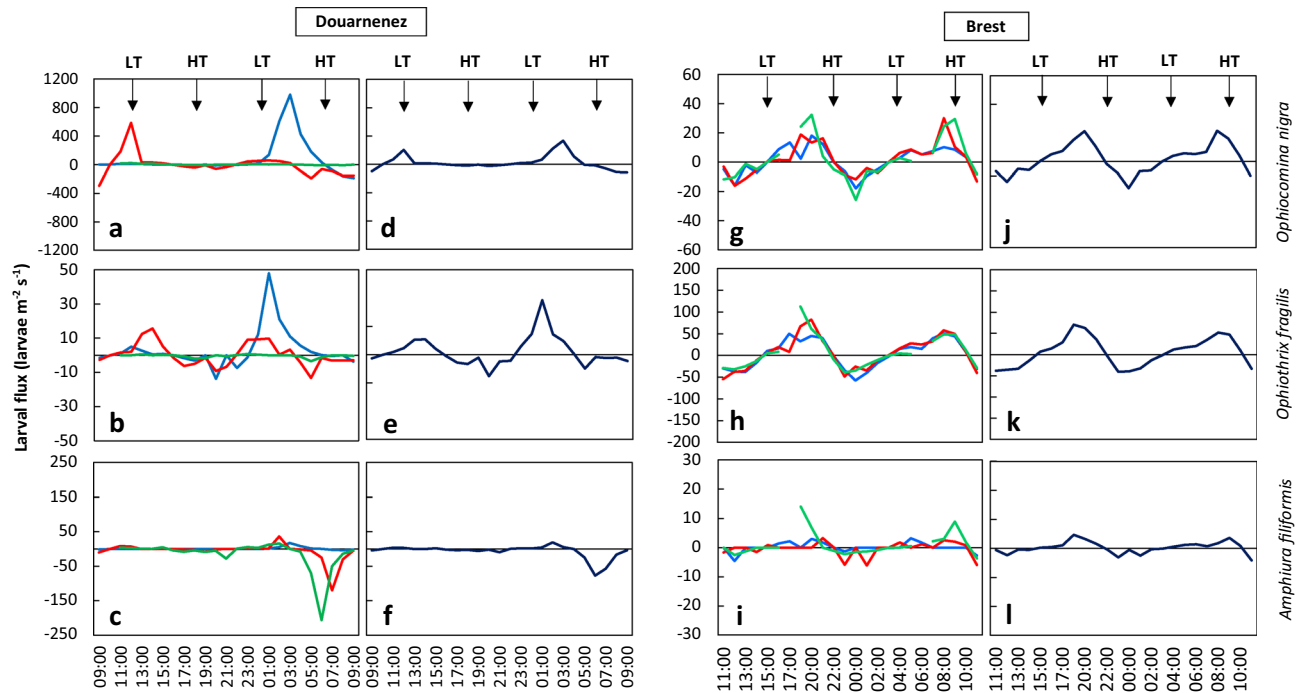 Douarnenez
Brest
LT HT LT HT LT HT LT HT LT HT LT HT LT HT LT HT
1200
800
400
0
-400
-800
-1200
a
d
60
40
20
0
-20
-40
-60
g
j
Ophiocomina nigra
Larval flux (larvae m⁻² s⁻¹)
50
30
10
-10
-30
50
b
e
200
150
100
50
0
-50
-100
-150
-200
h
k
Ophiothrix fragilis
250
150
50
-50
-150
-250
c
f
30
20
10
0
-10
-20
-30
i
l
Amphiura filiformis
09:00 11:00 13:00 15:00 17:00 19:00 21:00 23:00 01:00 03:00 05:00 07:00 09:00
09:00 11:00 13:00 15:00 17:00 19:00 21:00 23:00 01:00 03:00 05:00 07:00 09:00
11:00 13:00 15:00 17:00 20:00 22:00 00:00 02:00 04:00 06:00 08:00 10:00
11:00 13:00 15:00 17:00 20:00 22:00 00:00 02:00 04:00 06:00 08:00 10:00